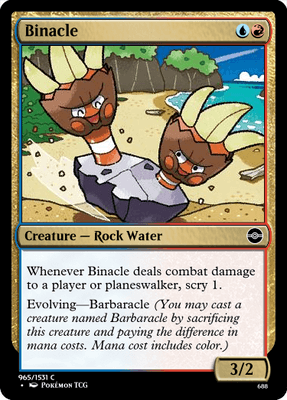 Binacle
Creature — Rock Water
Whenever Binacle deals combat damage
to a player or planeswalker, scry 1.
Evolving—Barbaracle (You may cast a
creature named Barbaracle by sacrificing
this creature and paying the difference in
mana costs. Mana cost includes color.)
3/2
965/1531 C
688
• Pokémon TCG